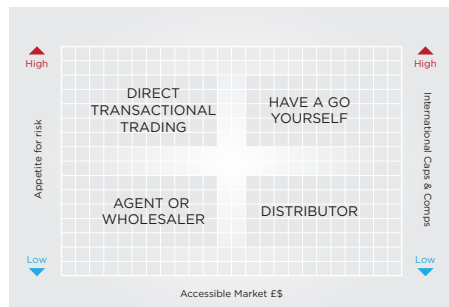 High
High
DIRECT
TRANSACTIONAL
TRADING
HAVE A GO
YOURSELF
Appetite for risk
International Caps & Comps
AGENT OR
WHOLESALER
DISTRIBUTOR
Low
Low
Accessible Market £$